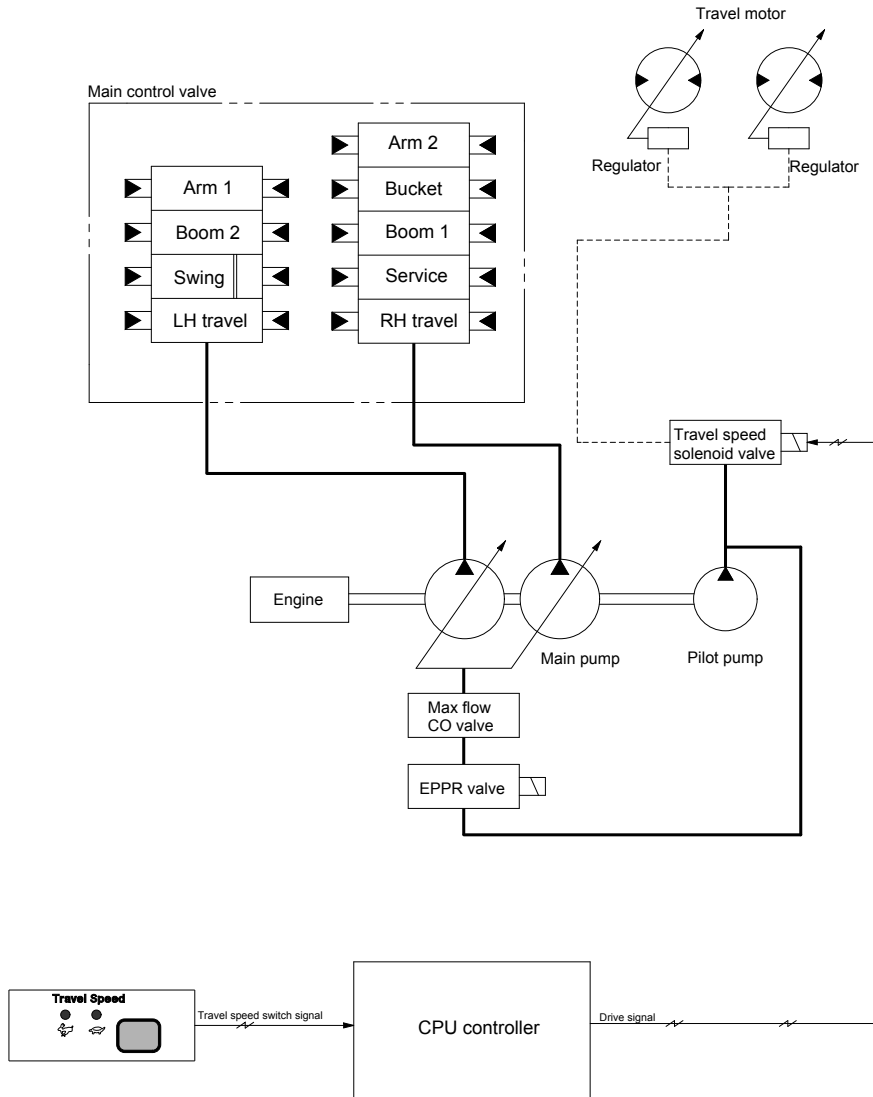 Travel motor
Regulator
Regulator
Main control valve
Arm 1
Boom 2
Swing
LH travel
Arm 2
Bucket
Boom 1
Service
RH travel
Travel speed
solenoid valve
Engine
Main pump
Pilot pump
Max flow
CO valve
EPPR valve
Travel Speed
Travel speed switch signal
CPU controller
Drive signal